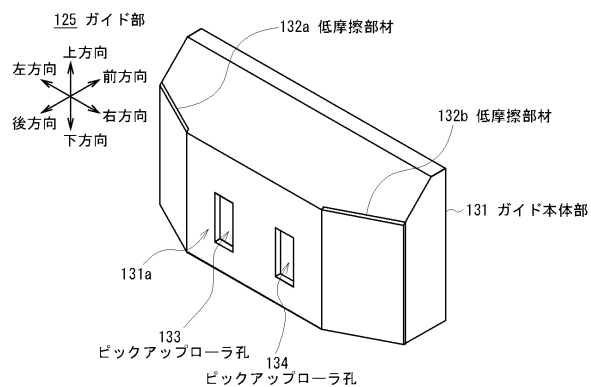 125 ガイド部
132a 低摩擦部材
上方向
左方向
前方向
後方向
右方向
下方向
132b 低摩擦部材
131 ガイド本体部
131a
133
ピックアップローラ孔
134
ピックアップローラ孔